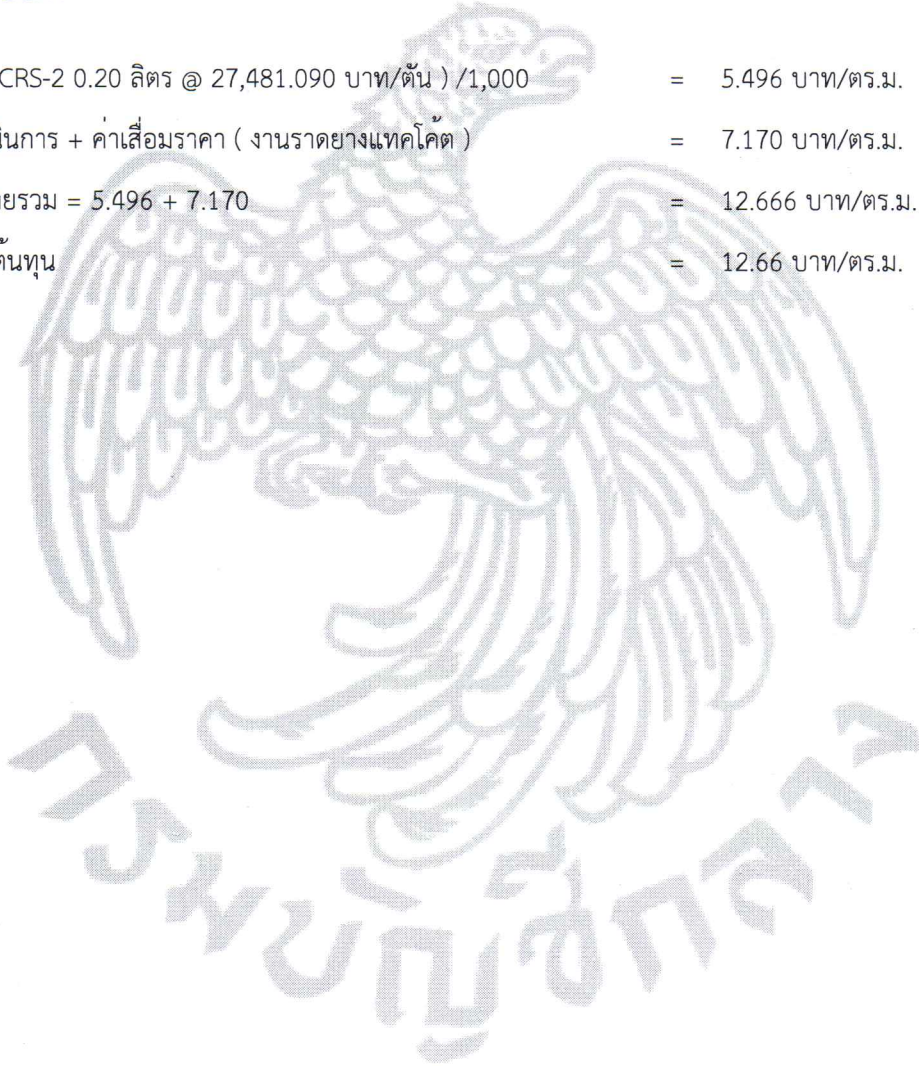 CRS-2 0.20 ลิตร @ 27,481.090 บาท/ตัน ) /1,000 = 5.496 บาท/ตร.ม.
นินการ + ค่าเสื่อมราคา ( งานราดยางแทคโค้ต ) = 7.170 บาท/ตร.ม.
ยรวม = 5.496 + 7.170 = 12.666 บาท/ตร.ม.
ต้นทุน = 12.66 บาท/ตร.ม.
กรมบัญชีกลาง